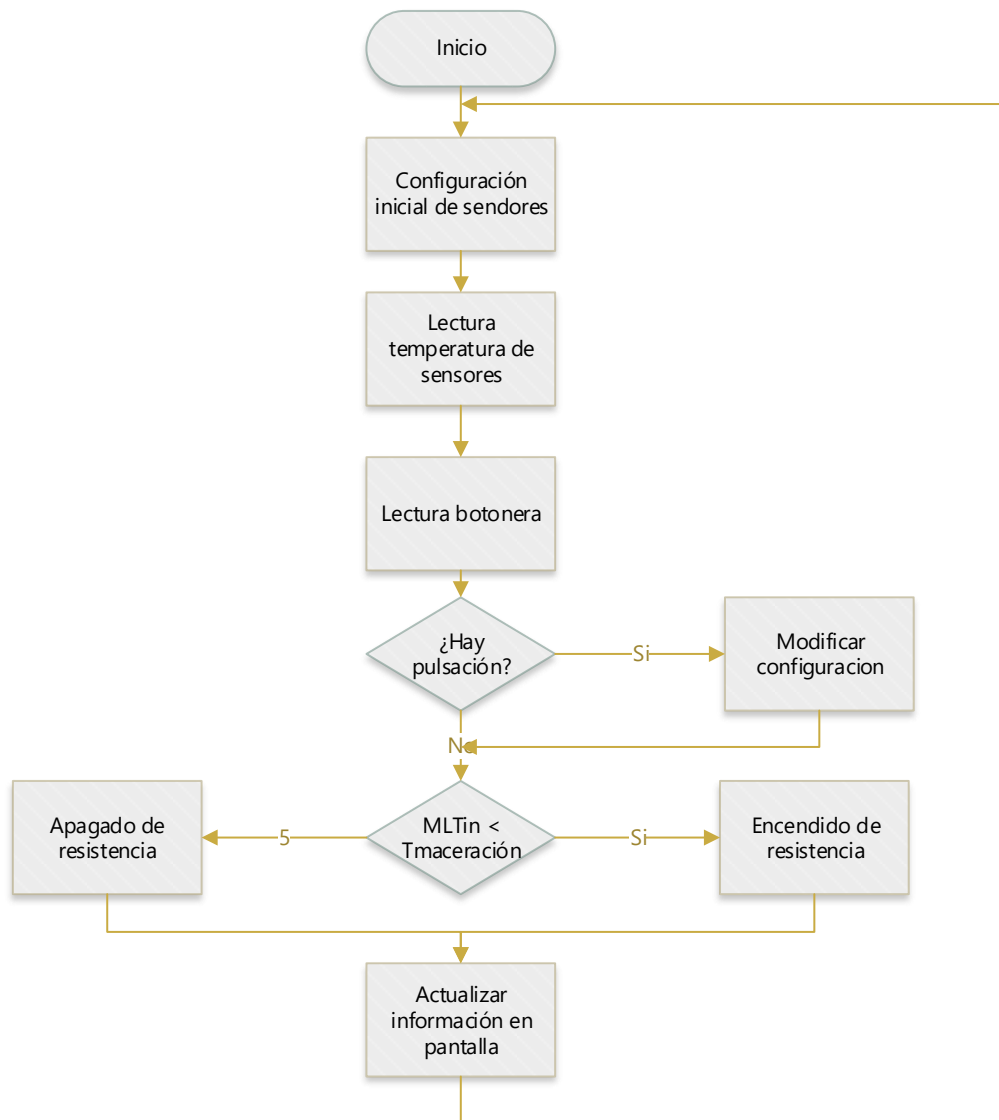 Inicio
Configuración
inicial de sendores
Lectura
temperatura de
sensores
Lectura botonera
¿Hay
pulsación?
Si
Modificar
configuracion
No
Apagado de
resistencia
5
MLTin <
Tmaceración
Si
Encendido de
resistencia
Actualizar
información en
pantalla